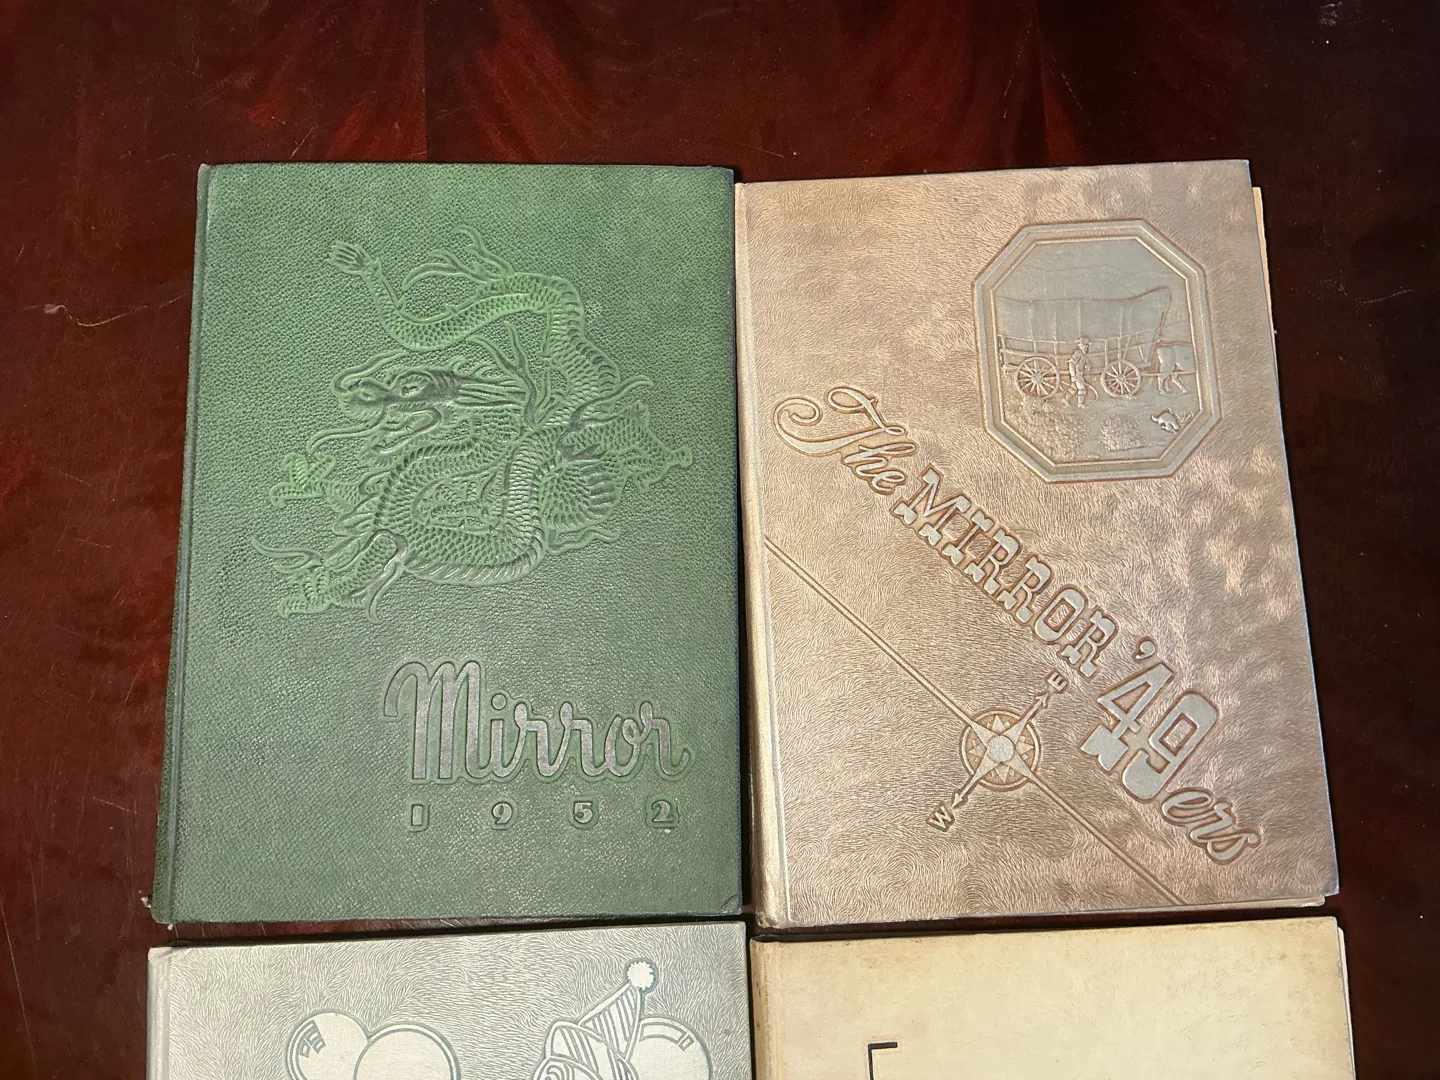 Mirror
1952
The MIRROR '49ers
E
W